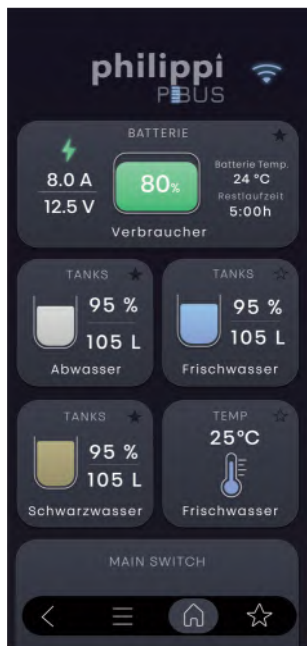 philippi
PBUS
BATTERIE
8.0 A
12.5 V
80%
Batterie Temp.
24 °C
Restlaufzeit
5:00h
Verbraucher
TANKS
95 %
105 L
Abwasser
TANKS
95 %
105 L
Frischwasser
TANKS
95 %
105 L
Schwarzwasser
TEMP
25°C
Frischwasser
MAIN SWITCH